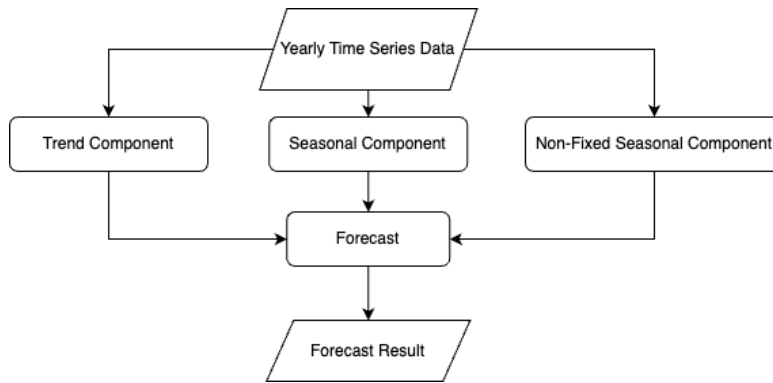 Yearly Time Series Data
Trend Component
Seasonal Component
Non-Fixed Seasonal Component
Forecast
Forecast Result